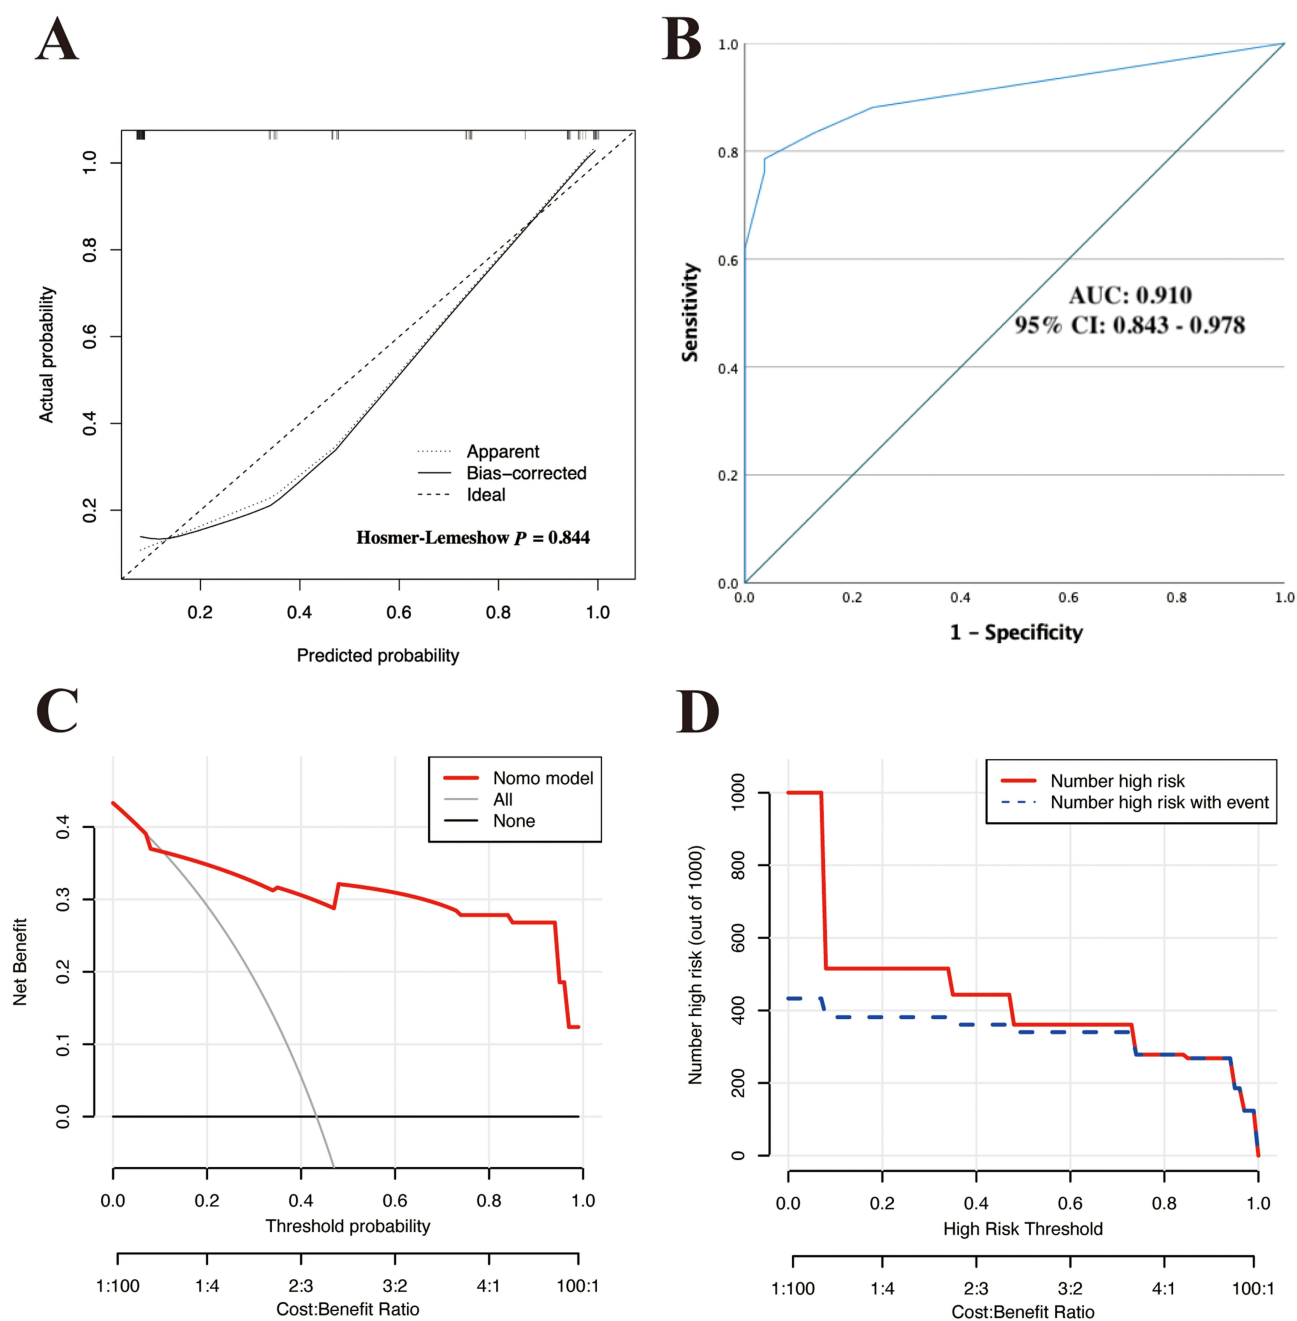 A
1.0
0.8
0.6
0.4
0.2
Actual probability
Apparent
Bias-corrected
Ideal
Hosmer-Lemeshow P = 0.844
0.2 0.4 0.6 0.8 1.0
Predicted probability
B
1.0
0.8
0.6
0.4
0.2
0.0
Sensitivity
AUC: 0.910
95% CI: 0.843 - 0.978
0.0 0.2 0.4 0.6 0.8 1.0
1 - Specificity
C
Nomo model
All
None
0.4
0.3
0.2
0.1
0.0
Net Benefit
0.0 0.2 0.4 0.6 0.8 1.0
Threshold probability
1:100 1:4 2:3 3:2 4:1 100:1
Cost:Benefit Ratio
D
Number high risk
Number high risk with event
1000
800
600
400
200
0
Number high risk (out of 1000)
0.0 0.2 0.4 0.6 0.8 1.0
High Risk Threshold
1:100 1:4 2:3 3:2 4:1 100:1
Cost:Benefit Ratio